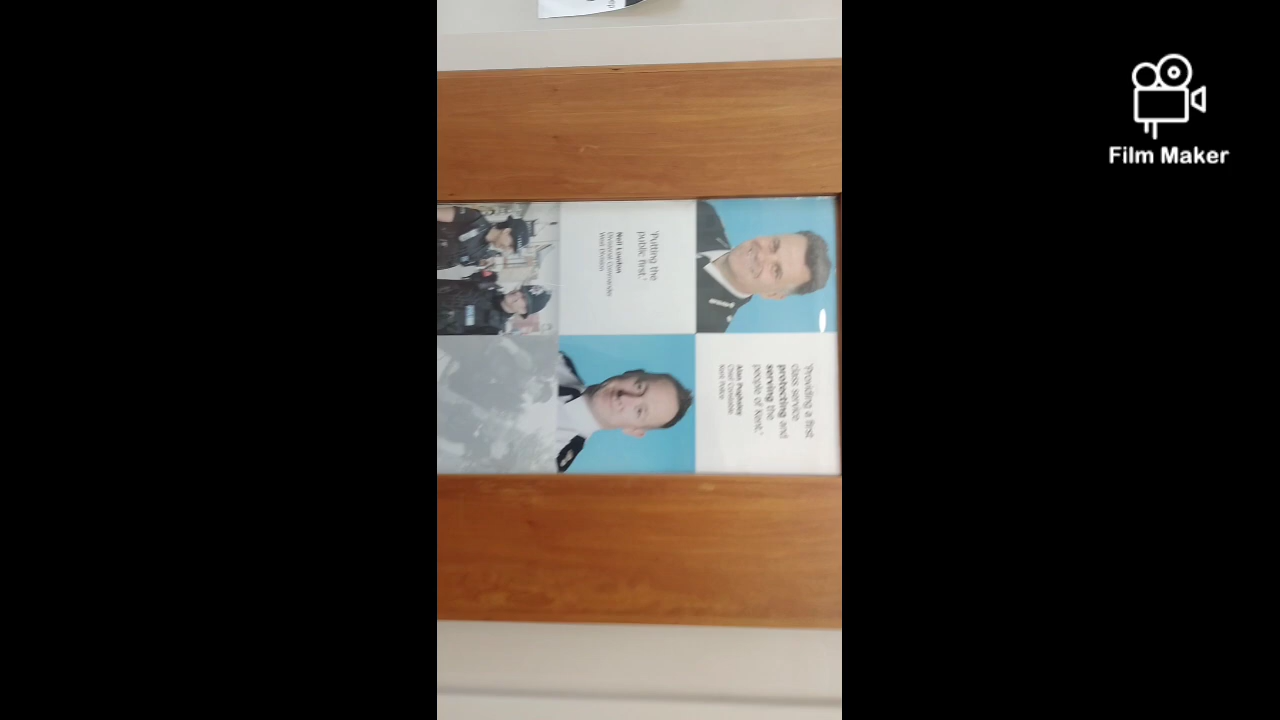 'Providing a first
class service
protecting and
serving the
people of Kent.'
Alan Pughsley
Chief Constable
Kent Police
'Putting the
public first.'
Neil Loudon
Divisional Commander
West Division
Film Maker